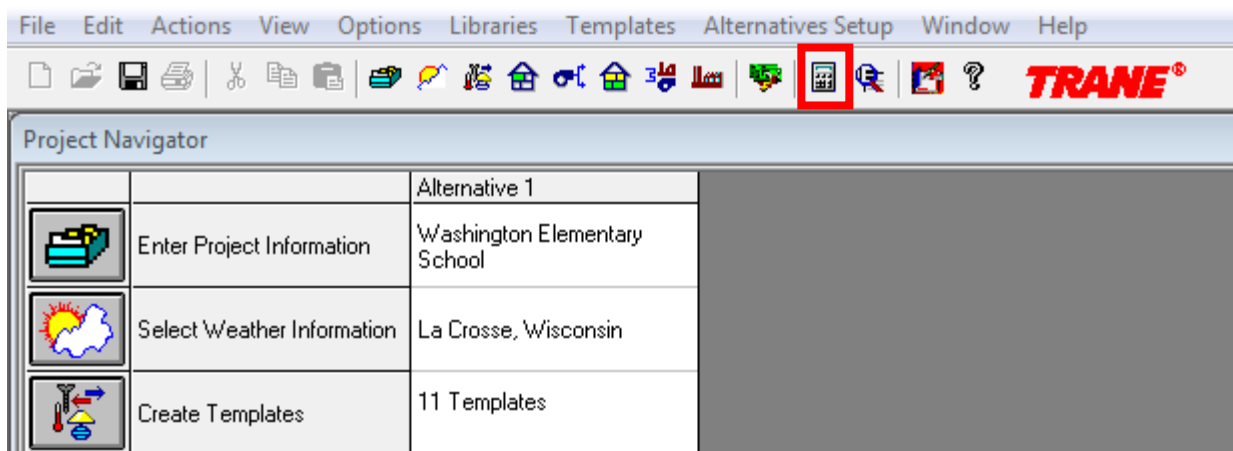 File Edit Actions View Options Libraries Templates Alternatives Setup Window Help
TRANE®
Project Navigator
Alternative 1
Enter Project Information
Washington Elementary
School
Select Weather Information
La Crosse, Wisconsin
Create Templates
11 Templates